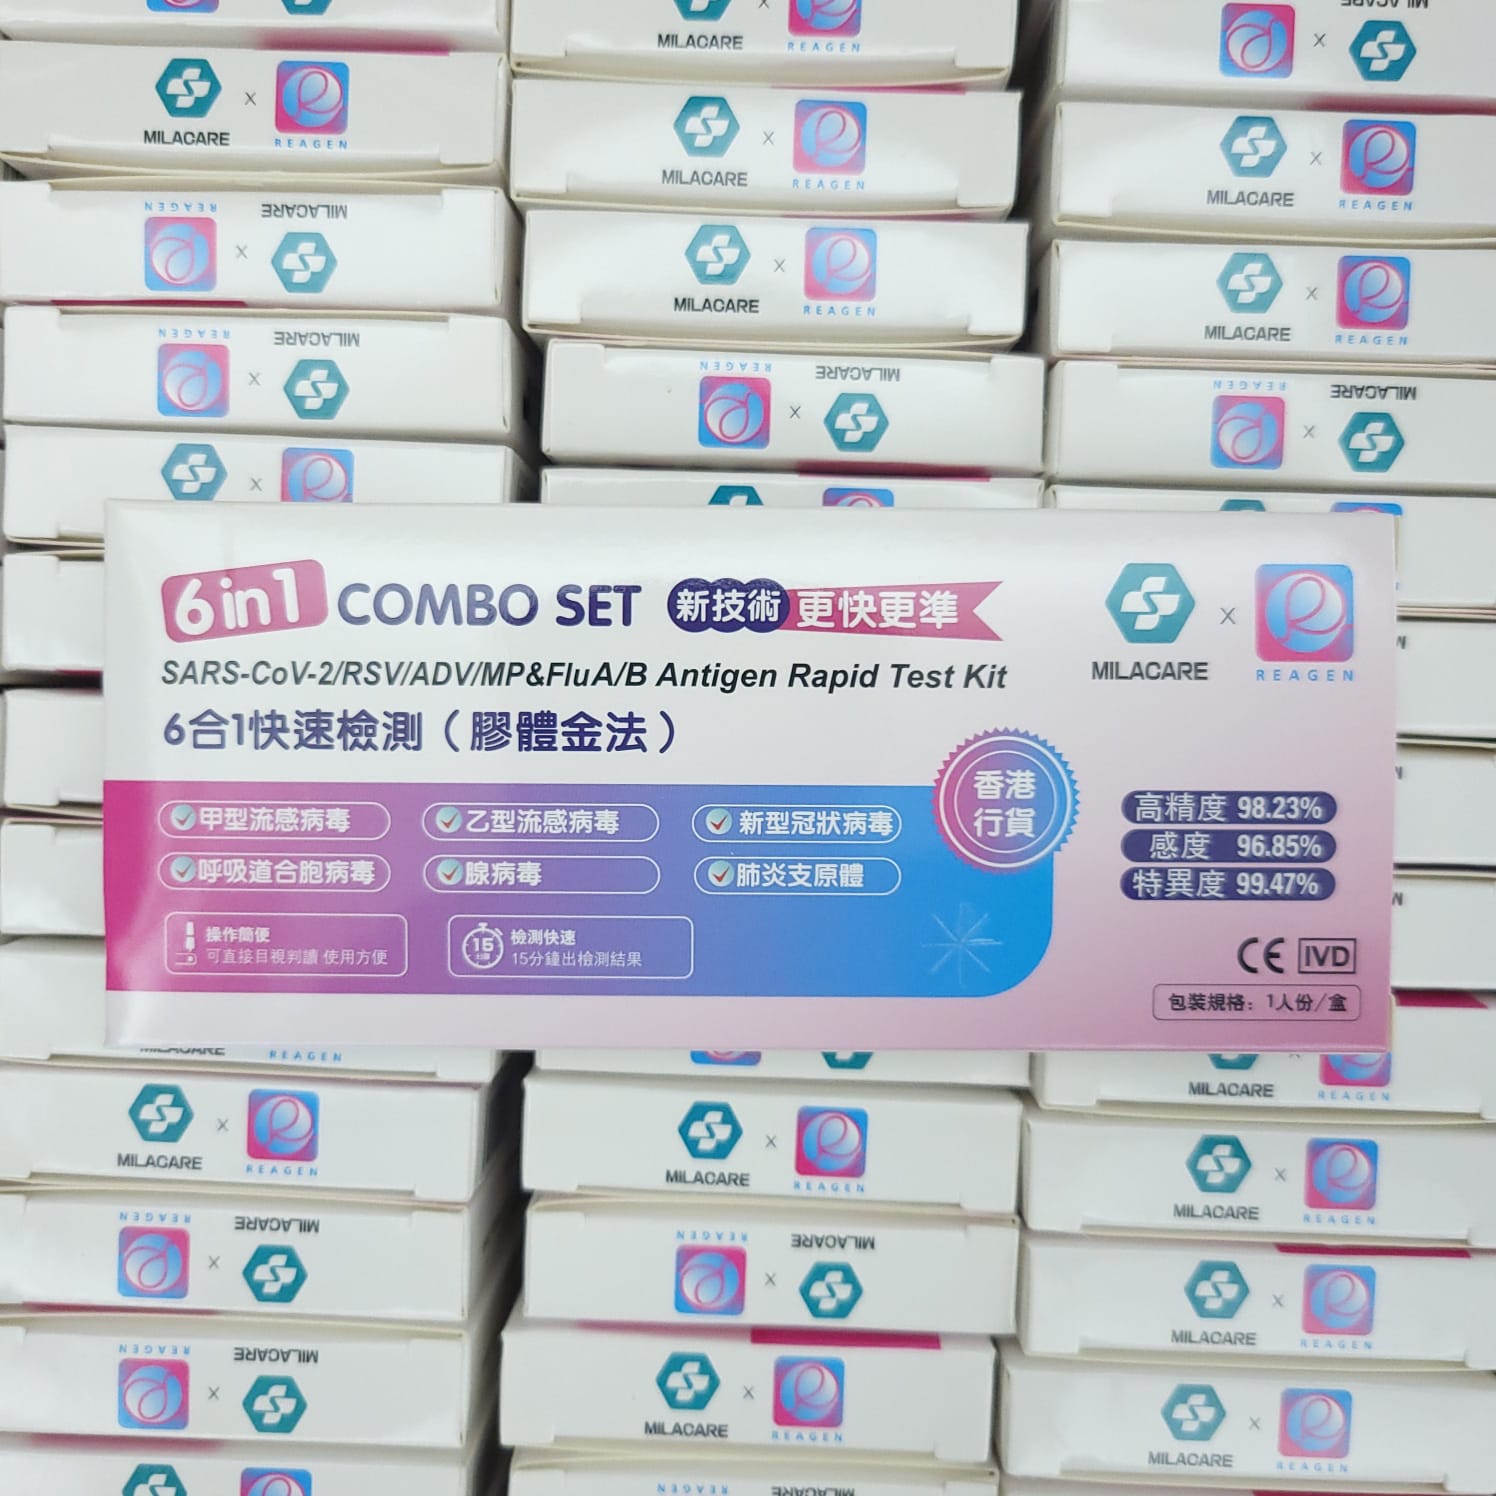 MILACARE
REAGEN
6in1 COMBO SET 新技術 更快更準
MILACARE X REAGEN
SARS-CoV-2/RSV/ADV/MP&FluA/B Antigen Rapid Test Kit
6合1快速檢測（膠體金法）
香港
行貨
甲型流感病毒
乙型流感病毒
新型冠狀病毒
呼吸道合胞病毒
腺病毒
肺炎支原體
高精度 98.23%
感度 96.85%
特異度 99.47%
操作簡便
可直接目視判讀 使用方便
15
檢測快速
15分鐘出檢測結果
CE IVD
包裝規格：1人份/盒